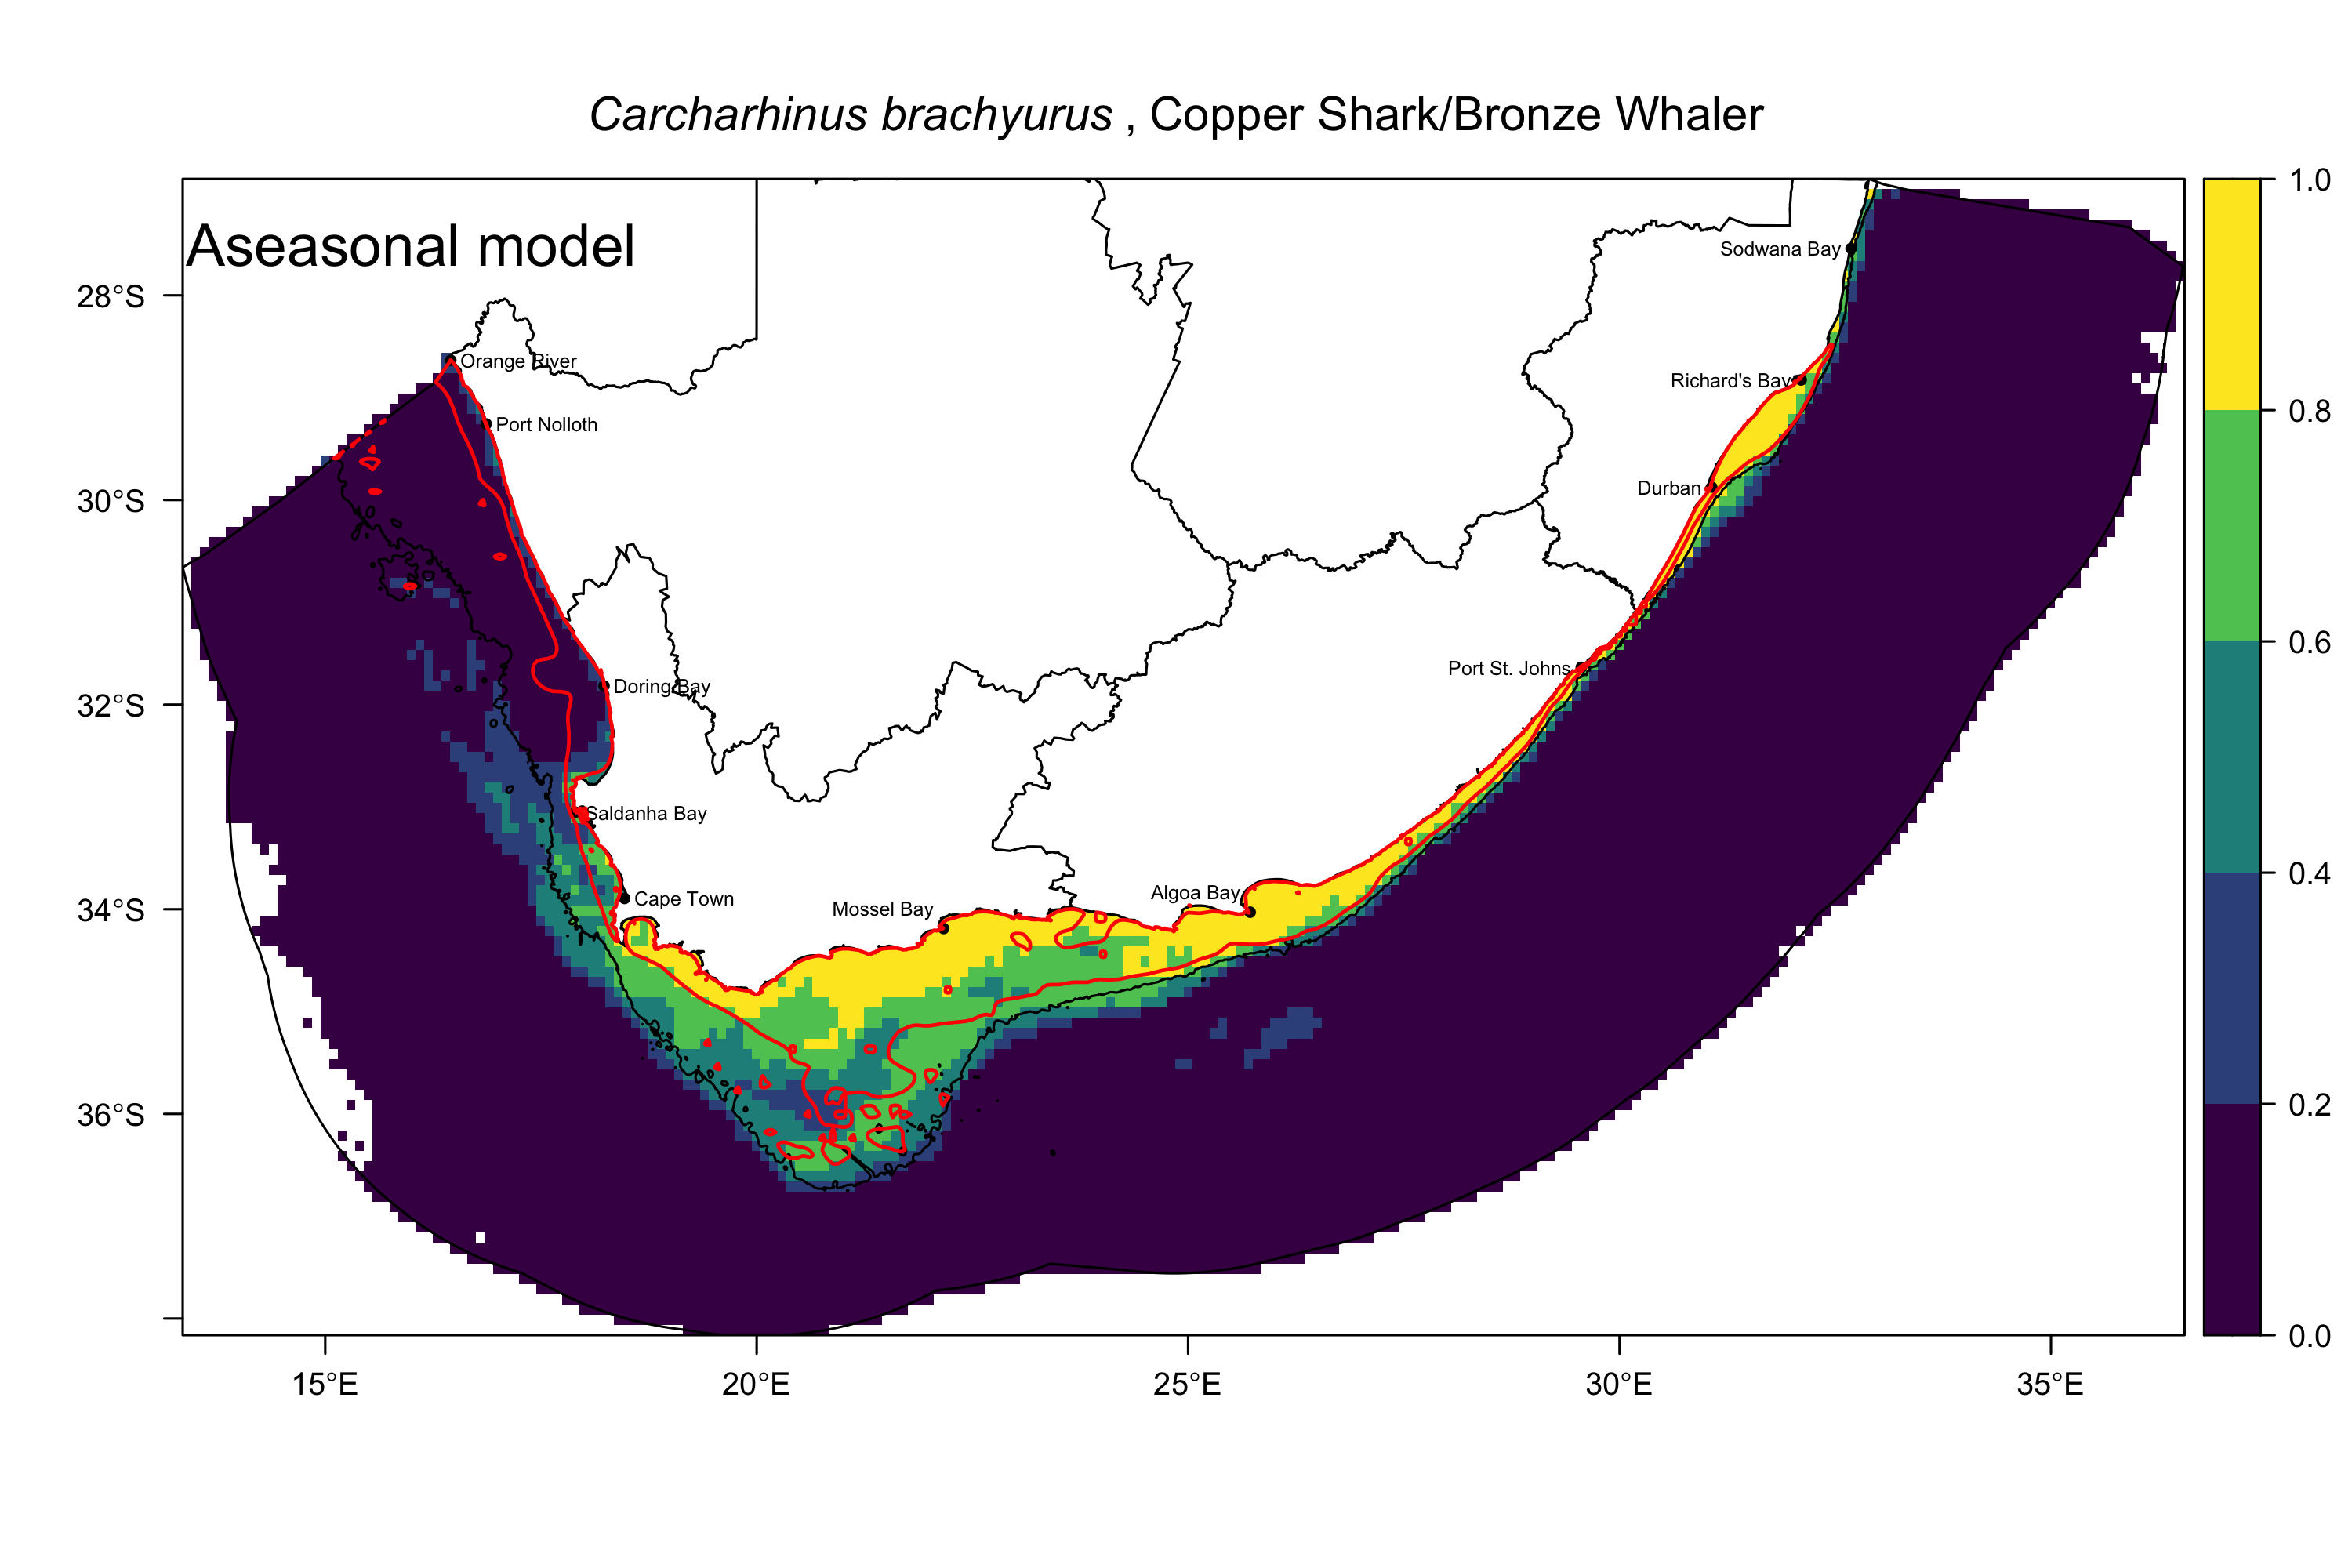 Carcharhinus brachyurus , Copper Shark/Bronze Whaler
Aseasonal model
1.0
0.8
0.6
0.4
0.2
0.0
28°S
30°S
32°S
34°S
36°S
15°E
20°E
25°E
30°E
35°E
Sodwana Bay
Orange River
Richard's Bay
Port Nolloth
Durban
Port St. Johns
Doring Bay
Saldanha Bay
Cape Town
Algoa Bay
Mossel Bay